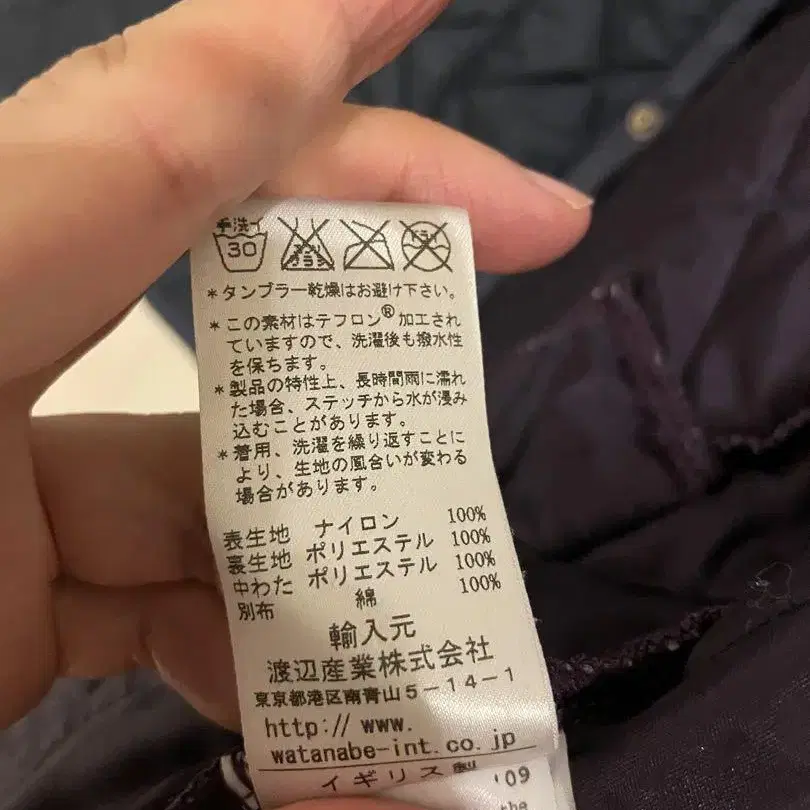 手洗イ
30
ドライ
＊タンブラー乾燥はお避け下さい。
＊この素材はテフロン®加工され
ていますので、洗濯後も撥水性
を保ちます。
＊製品の特性上、長時間雨に濡れ
た場合、ステッチから水が浸み
込むことがあります。
＊着用、洗濯を繰り返すことに
より、生地の風合いが変わる
場合があります。
表生地 ナイロン 100%
裏生地 ポリエステル 100%
中わた ポリエステル 100%
別布 綿 100%
輸入元
渡辺産業株式会社
東京都港区南青山5-14-1
http://www.
watanabe-int.co.jp
イギリス製 '09
the